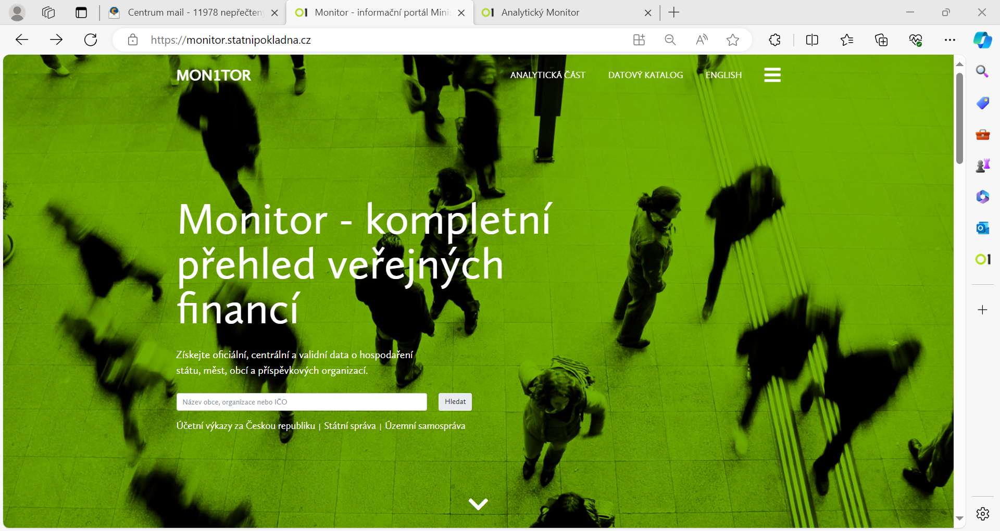 Centrum mail - 11978 nepřečten
Monitor - informační portál Mini
Analytický Monitor
https://monitor.statnipokladna.cz
MON1TOR
ANALYTICKÁ ČÁST
DATOVÝ KATALOG
ENGLISH
Monitor - kompletní
přehled veřejných
financí
Získejte oficiální, centrální a validní data o hospodaření
státu, měst, obcí a příspěvkových organizací.
Název obce, organizace nebo IČO
Hledat
Účetní výkazy za Českou republiku | Státní správa | Územní samospráva